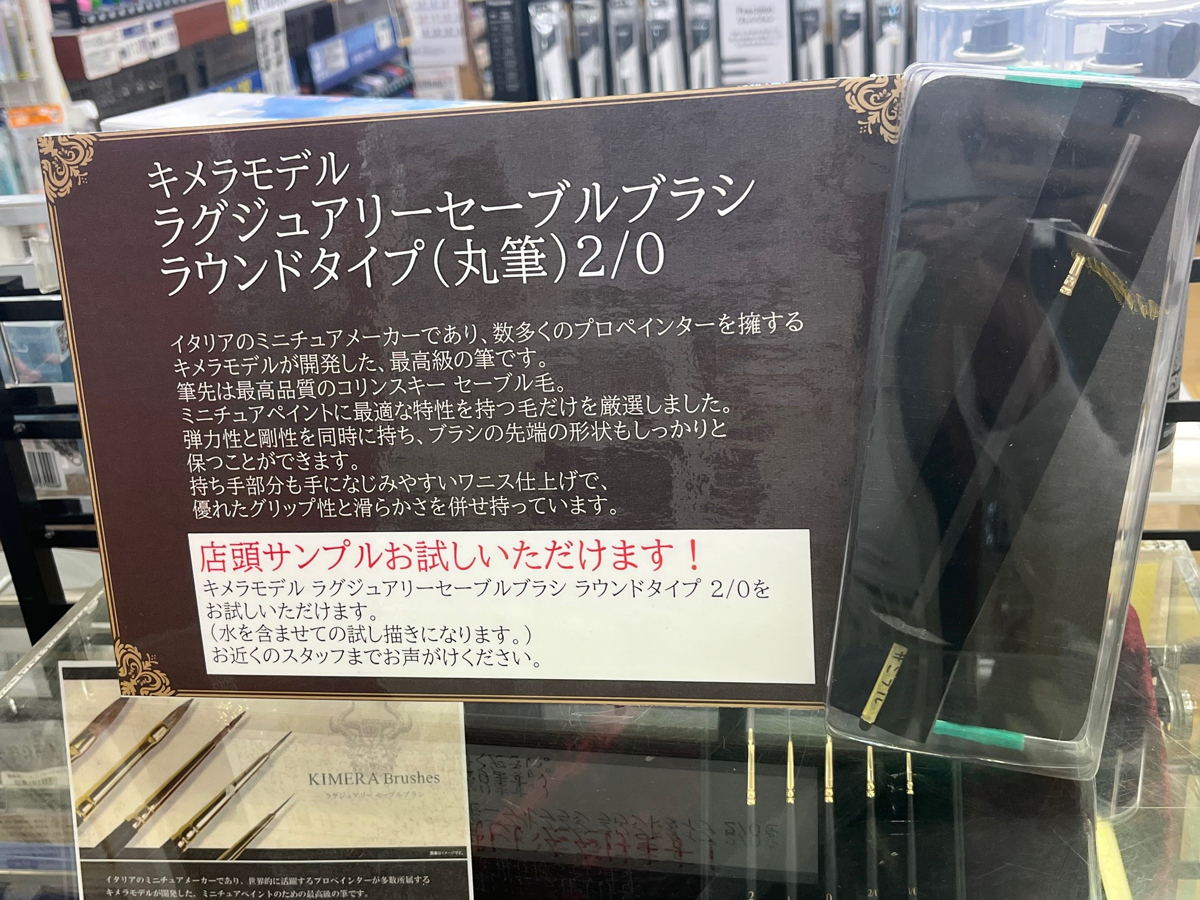 キメラモデル
ラグジュアリーセーブルブラシ
ラウンドタイプ(丸筆)2/0
イタリアのミニチュアメーカーであり、数多くのプロペインターを擁する
キメラモデルが開発した、最高級の筆です。
筆先は最高品質のコリンスキー セーブル毛。
ミニチュアペイントに最適な特性を持つ毛だけを厳選しました。
弾力性と剛性を同時に持ち、ブラシの先端の形状もしっかりと
保つことができます。
持ち手部分も手になじみやすいワニス仕上げで、
優れたグリップ性と滑らかさを併せ持っています。
店頭サンプルお試しいただけます！
キメラモデル ラグジュアリーセーブルブラシ ラウンドタイプ 2/0を
お試しいただけます。
(水を含ませての試し描きになります。)
お近くのスタッフまでお声がけください。
サンプル
KIMERA Brushes
ラグジュアリー セーブルブラシ
イタリアのミニチュアメーカーであり、世界的に活躍するプロペインターが多数所属する
キメラモデルが開発した、ミニチュアペイントのための最高級の筆です。